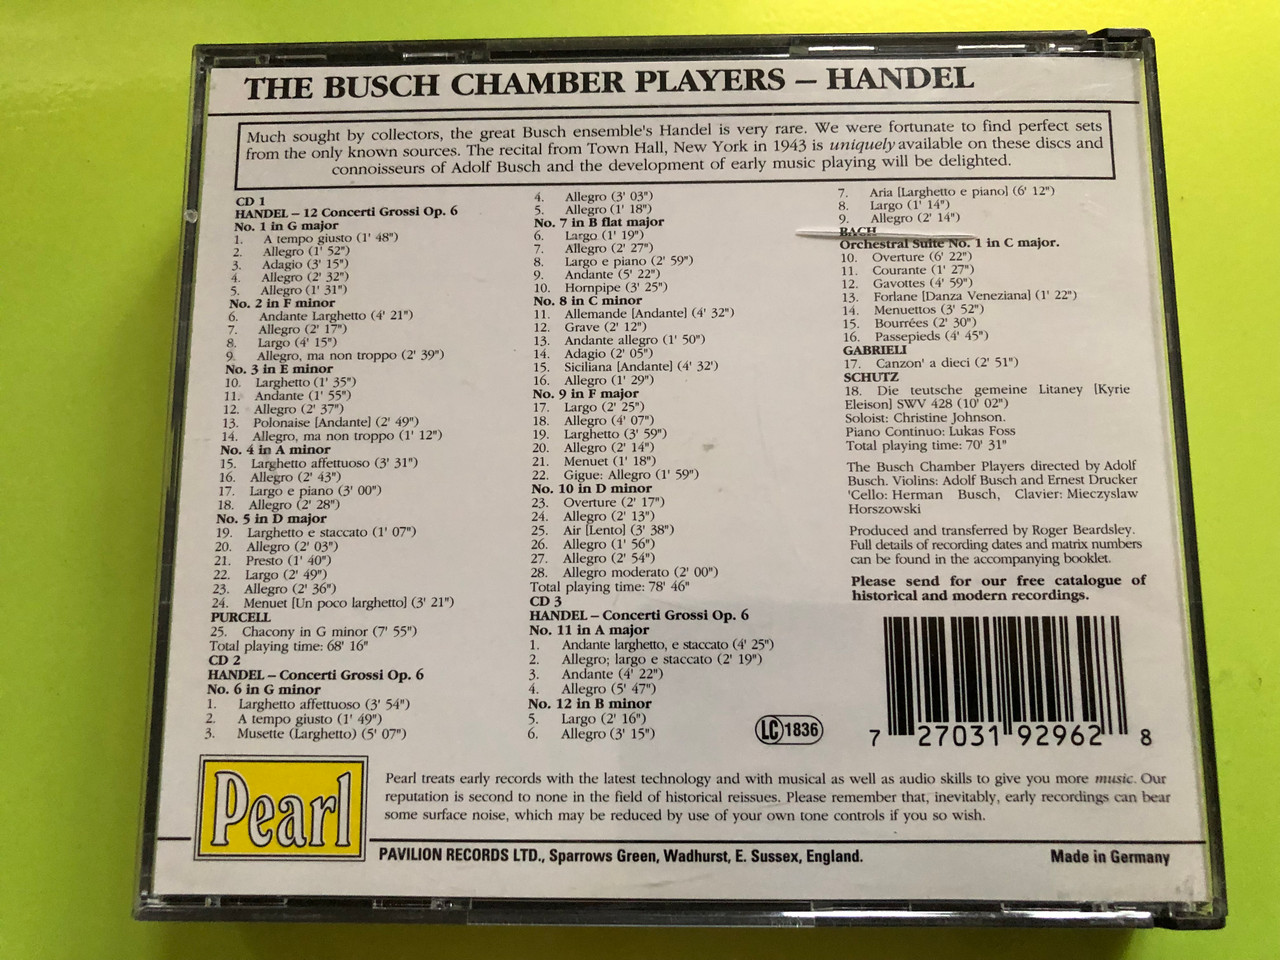 THE BUSCH CHAMBER PLAYERS – HANDEL
Much sought by collectors, the great Busch ensemble's Handel is very rare. We were fortunate to find perfect sets
from the only known sources. The recital from Town Hall, New York in 1943 is uniquely available on these discs and
connoisseurs of Adolf Busch and the development of early music playing will be delighted.
CD 1
HANDEL – 12 Concerti Grossi Op. 6
No. 1 in G major
1. A tempo giusto (1' 48")
2. Allegro (1' 52")
3. Adagio (3' 15")
4. Allegro (2' 32")
5. Allegro (1' 31")
No. 2 in F minor
6. Andante Larghetto (4' 21")
7. Allegro (2' 17")
8. Largo (4' 15")
9. Allegro, ma non troppo (2' 39")
No. 3 in E minor
10. Larghetto (1' 35")
11. Andante (1' 55")
12. Allegro (2' 37")
13. Polonaise [Andante] (2' 49")
14. Allegro, ma non troppo (1' 12")
No. 4 in A minor
15. Larghetto affettuoso (3' 31")
16. Allegro (2' 43")
17. Largo e piano (3' 00")
18. Allegro (2' 28")
No. 5 in D major
19. Larghetto e staccato (1' 07")
20. Allegro (2' 03")
21. Presto (1' 40")
22. Largo (2' 49")
23. Allegro (2' 36")
24. Menuet [Un poco larghetto] (3' 21")
PURCELL
25. Chacony in G minor (7' 55")
Total playing time: 68' 16"
CD 2
HANDEL – Concerti Grossi Op. 6
No. 6 in G minor
1. Larghetto affettuoso (3' 54")
2. A tempo giusto (1' 49")
3. Musette (Larghetto) (5' 07")
4. Allegro (3' 03")
5. Allegro (1' 18")
No. 7 in B flat major
6. Largo (1' 19")
7. Allegro (2' 27")
8. Largo e piano (2' 59")
9. Andante (5' 22")
10. Hornpipe (3' 25")
No. 8 in C minor
11. Allemande [Andante] (4' 32")
12. Grave (2' 12")
13. Andante allegro (1' 50")
14. Adagio (2' 05")
15. Siciliana [Andante] (4' 32")
16. Allegro (1' 29")
No. 9 in F major
17. Largo (2' 25")
18. Allegro (4' 07")
19. Larghetto (3' 59")
20. Allegro (2' 14")
21. Menuet (1' 18")
22. Gigue: Allegro (1' 59")
No. 10 in D minor
23. Overture (2' 17")
24. Allegro (2' 13")
25. Air [Lento] (3' 38")
26. Allegro (1' 56")
27. Allegro (2' 54")
28. Allegro moderato (2' 00")
Total playing time: 78' 46"
CD 3
HANDEL – Concerti Grossi Op. 6
No. 11 in A major
1. Andante larghetto, e staccato (4' 25")
2. Allegro; largo e staccato (2' 19")
3. Andante (4' 22")
4. Allegro (5' 47")
No. 12 in B minor
5. Largo (2' 16")
6. Allegro (3' 15")
7. Aria [Larghetto e piano] (6' 12")
8. Largo (1' 14")
9. Allegro (2' 14")
BACH
Orchestral Suite No. 1 in C major.
10. Overture (6' 22")
11. Courante (1' 27")
12. Gavottes (4' 59")
13. Forlane [Danza Veneziana] (1' 22")
14. Menuettos (3' 52")
15. Bourrées (2' 30")
16. Passepieds (4' 45")
GABRIELI
17. Canzon' a dieci (2' 51")
SCHUTZ
18. Die teutsche gemeine Litaney [Kyrie
Eleison] SWV 428 (10' 02")
Soloist: Christine Johnson.
Piano Continuo: Lukas Foss
Total playing time: 70' 31"
The Busch Chamber Players directed by Adolf
Busch. Violins: Adolf Busch and Ernest Drucker
'Cello: Herman Busch, Clavier: Mieczyslaw
Horszowski
Produced and transferred by Roger Beardsley.
Full details of recording dates and matrix numbers
can be found in the accompanying booklet.
Please send for our free catalogue of
historical and modern recordings.
LC 1836
7 27031 92962 8
Pearl
Pearl treats early records with the latest technology and with musical as well as audio skills to give you more music. Our
reputation is second to none in the field of historical reissues. Please remember that, inevitably, early recordings can bear
some surface noise, which may be reduced by use of your own tone controls if you so wish.
PAVILION RECORDS LTD., Sparrows Green, Wadhurst, E. Sussex, England.
Made in Germany